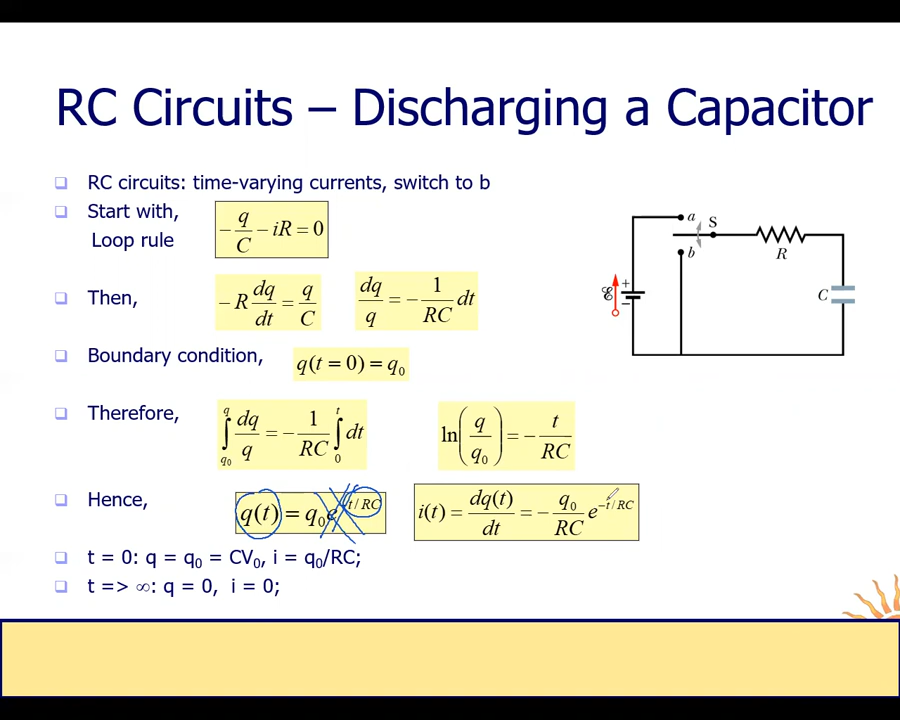 RC Circuits – Discharging a Capacitor
❑ RC circuits: time-varying currents, switch to b
❑ Start with,
Loop rule
-q/C - iR = 0
❑ Then,
-R dq/dt = q/C
dq/q = -1/RC dt
❑ Boundary condition,
q(t = 0) = q₀
❑ Therefore,
∫_{q₀}^{q} dq/q = -1/RC ∫_{0}^{t} dt
ln(q/q₀) = -t/RC
❑ Hence,
q(t) = q₀e^{t/RC}
i(t) = dq(t)/dt = -q₀/RC e^{-t/RC}
❑ t = 0: q = q₀ = CV₀, i = q₀/RC;
❑ t => ∞: q = 0, i = 0;
a
S
b
R
ℰ
+
−
C